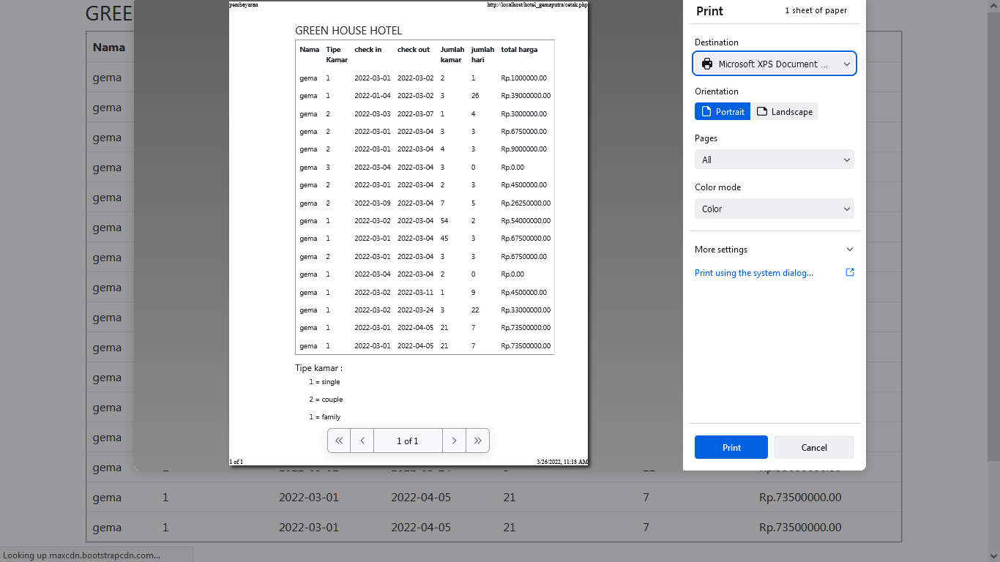 GREE
Nama
gema
gema
gema
gema
gema
gema
gema
gema
gema
gema
gema
gema
gema
gema
gema 1 2022-03-01 2022-04-05 21 7 Rp.73500000.00
gema 1 2022-03-01 2022-04-05 21 7 Rp.73500000.00
Looking up maxcdn.bootstrapcdn.com...
pembayaran http://localhost/hotel_gemaputra/cetak.php
GREEN HOUSE HOTEL
Nama Tipe Kamar check in check out Jumlah kamar jumlah hari total harga
gema 1 2022-03-01 2022-03-02 2 1 Rp.1000000.00
gema 1 2022-01-04 2022-03-02 3 26 Rp.39000000.00
gema 2 2022-03-03 2022-03-07 1 4 Rp.3000000.00
gema 2 2022-03-01 2022-03-04 3 3 Rp.6750000.00
gema 2 2022-03-01 2022-03-04 4 3 Rp.9000000.00
gema 3 2022-03-04 2022-03-04 3 0 Rp.0.00
gema 2 2022-03-01 2022-03-04 2 3 Rp.4500000.00
gema 2 2022-03-09 2022-03-04 7 5 Rp.26250000.00
gema 1 2022-03-02 2022-03-04 54 2 Rp.54000000.00
gema 1 2022-03-01 2022-03-04 45 3 Rp.67500000.00
gema 2 2022-03-01 2022-03-04 3 3 Rp.6750000.00
gema 1 2022-03-04 2022-03-04 2 0 Rp.0.00
gema 1 2022-03-02 2022-03-11 1 9 Rp.4500000.00
gema 1 2022-03-02 2022-03-24 3 22 Rp.33000000.00
gema 1 2022-03-01 2022-04-05 21 7 Rp.73500000.00
gema 1 2022-03-01 2022-04-05 21 7 Rp.73500000.00
Tipe kamar :
1 = single
2 = couple
1 = family
1 of 1
1 of 1 3/26/2022, 11:18 AM
Print 1 sheet of paper
Destination
Microsoft XPS Document ...
Orientation
Portrait Landscape
Pages
All
Color mode
Color
More settings
Print using the system dialog...
Print Cancel